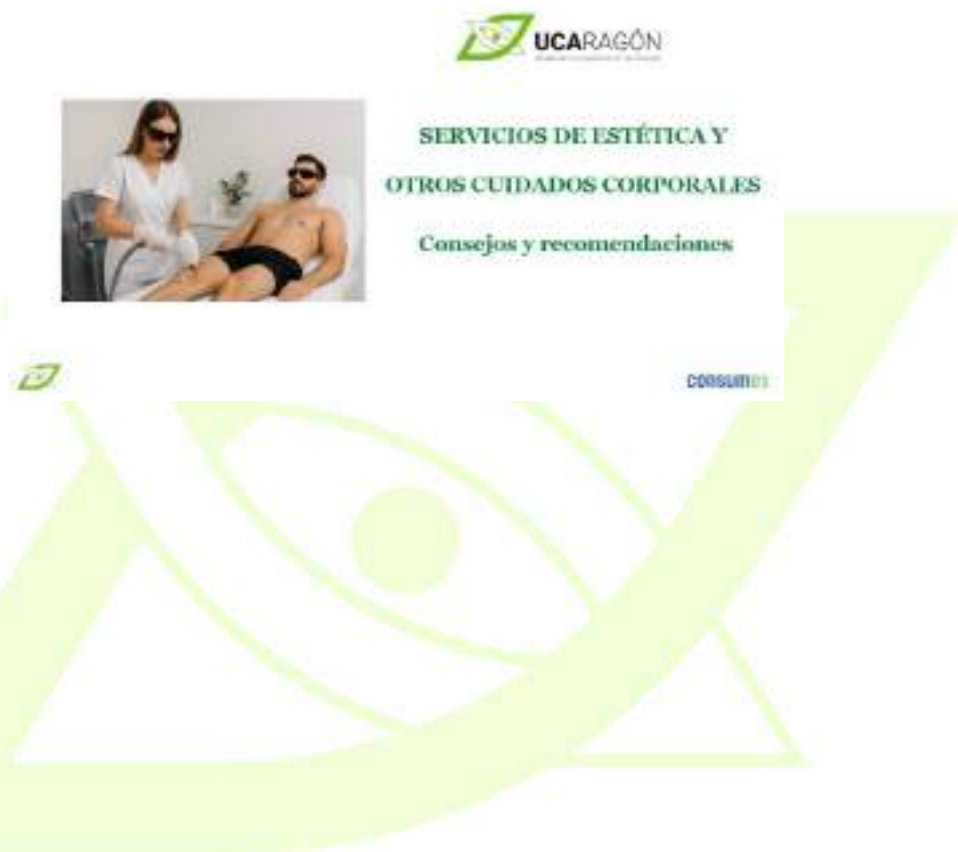 UCARAGÓN
SERVICIOS DE ESTÉTICA Y
OTROS CUIDADOS CORPORALES
Consejos y recomendaciones
CONSUMO